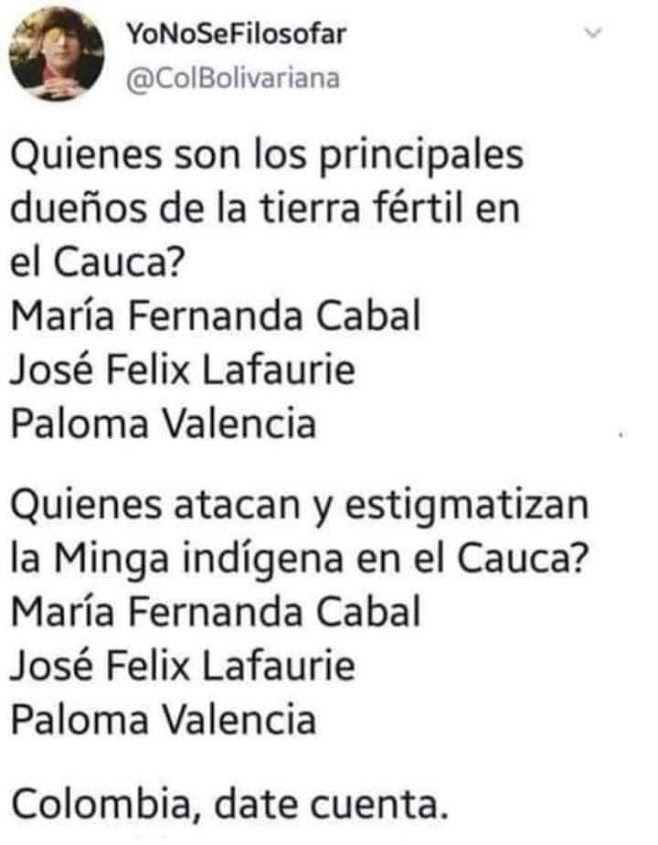 YoNoSeFilosofar
@ColBolivariana
Quienes son los principales
dueños de la tierra fértil en
el Cauca?
María Fernanda Cabal
José Felix Lafaurie
Paloma Valencia
Quienes atacan y estigmatizan
la Minga indígena en el Cauca?
María Fernanda Cabal
José Felix Lafaurie
Paloma Valencia
Colombia, date cuenta.